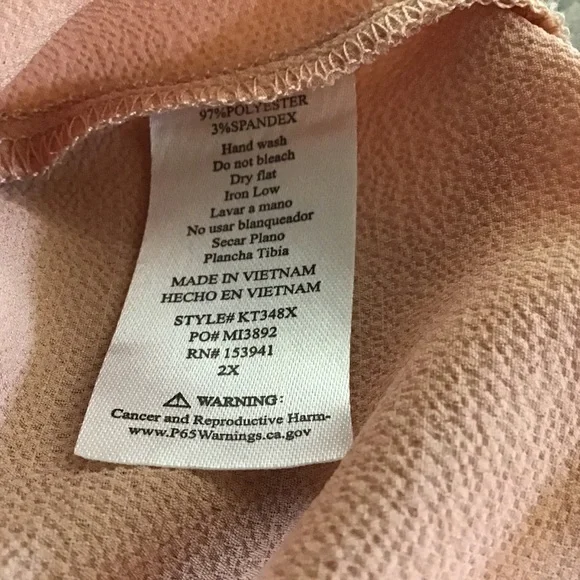 97%POLYESTER
3%SPANDEX
Hand wash
Do not bleach
Dry flat
Iron Low
Lavar a mano
No usar blanqueador
Secar Plano
Plancha Tibia
MADE IN VIETNAM
HECHO EN VIETNAM
STYLE# KT348X
PO# MI3892
RN# 153941
2X
⚠ WARNING:
Cancer and Reproductive Harm-
www.P65Warnings.ca.gov